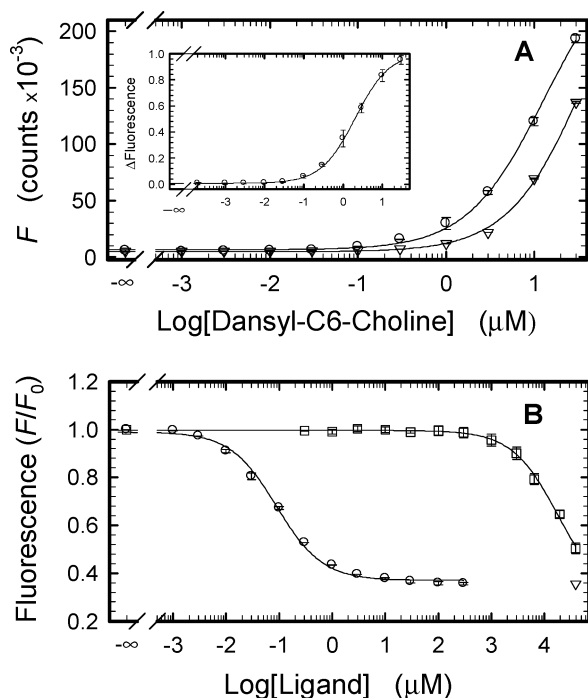 A
200
150
100
50
0
F (counts x10⁻³)
1.0
0.8
0.6
0.4
0.2
0.0
ΔFluorescence
-∞ -3 -2 -1 0 1
-∞ -3 -2 -1 0 1
Log[Dansyl-C6-Choline] (μM)
B
1.2
1.0
0.8
0.6
0.4
0.2
Fluorescence (F/F₀)
-∞ -3 -2 -1 0 1 2 3 4
Log[Ligand] (μM)